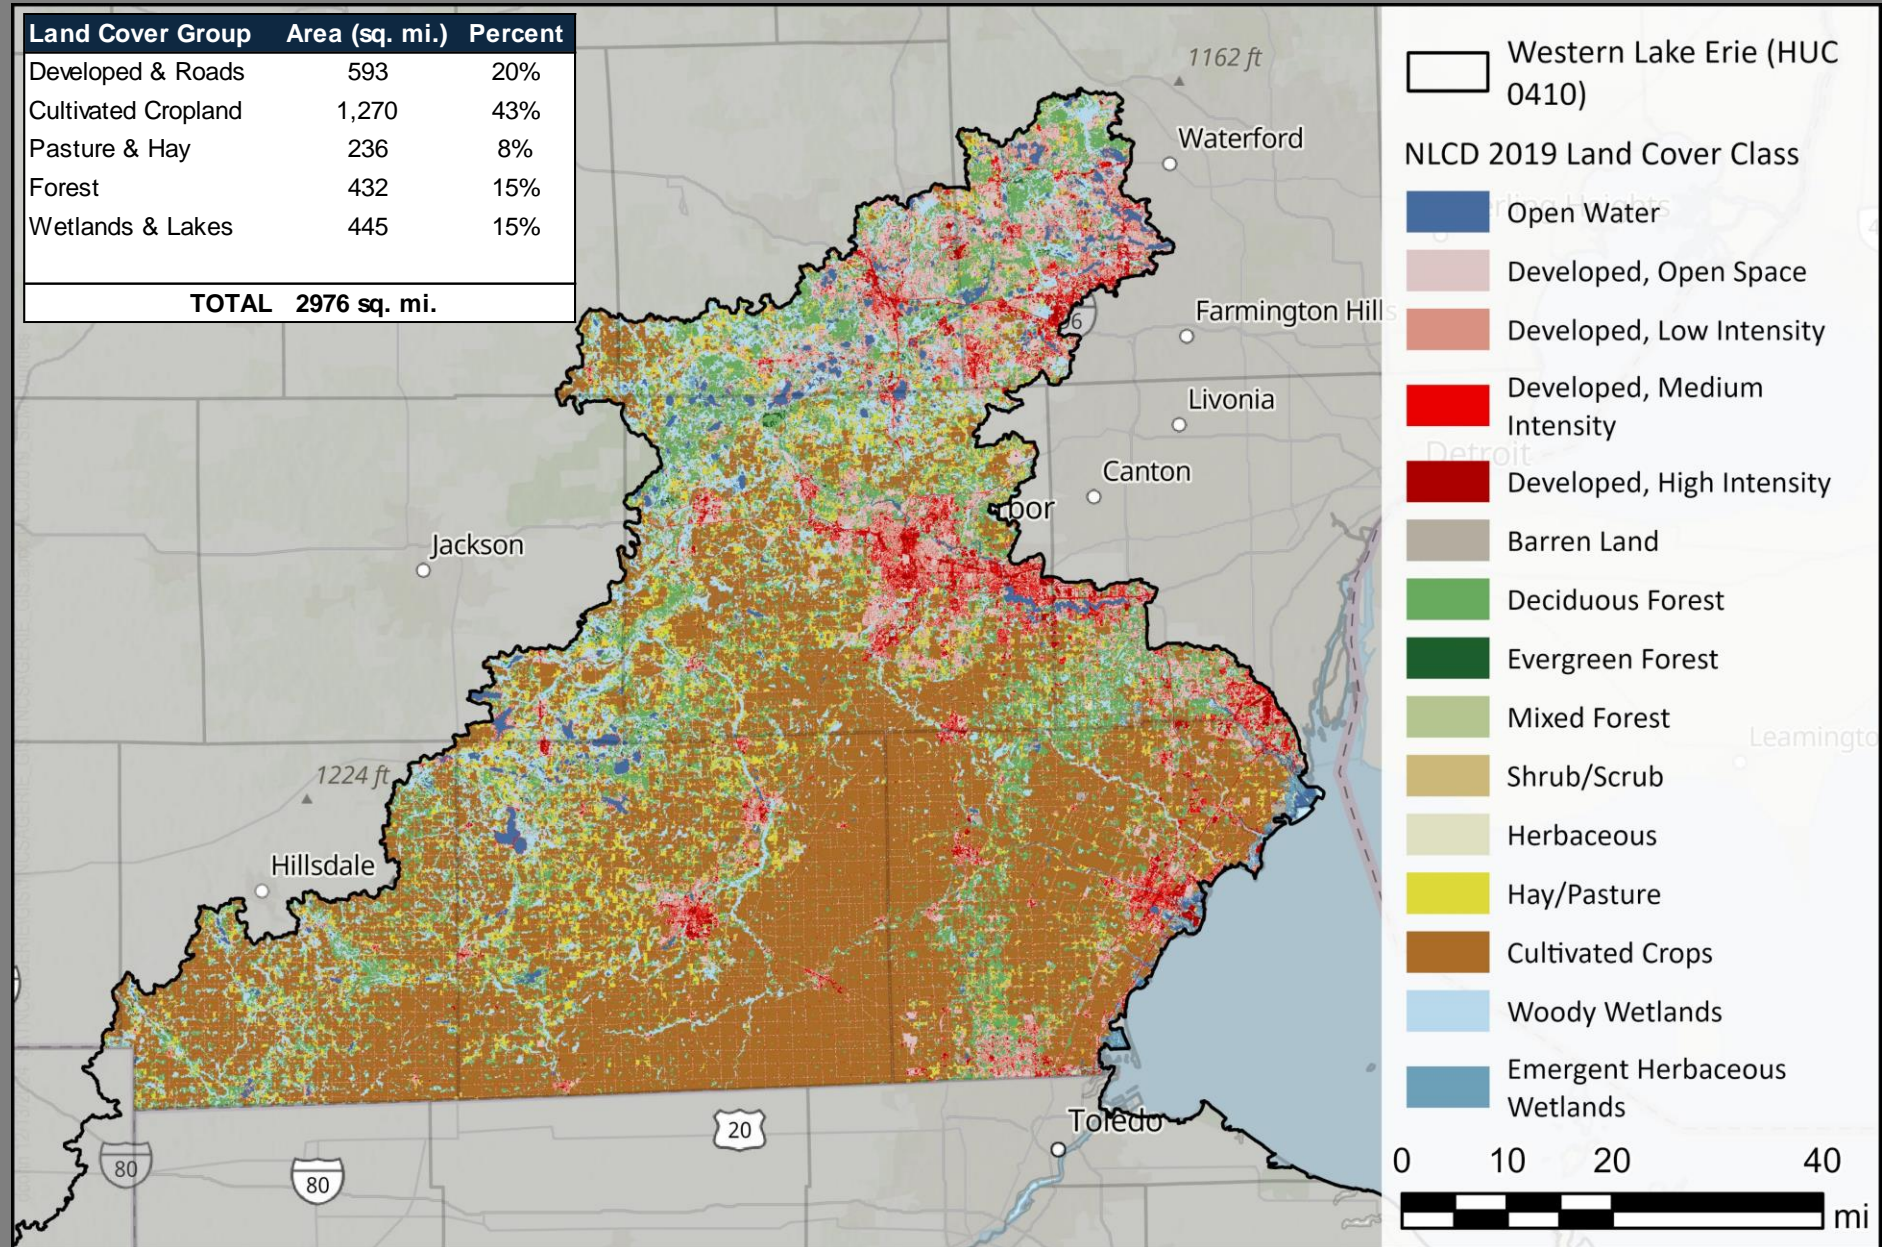 Land Cover Group Area (sq. mi.) Percent
Developed & Roads 593 20%
Cultivated Cropland 1,270 43%
Pasture & Hay 236 8%
Forest 432 15%
Wetlands & Lakes 445 15%
TOTAL 2976 sq. mi.
1162 ft
Waterford
Farmington Hills
Livonia
Canton
bor
Jackson
1224 ft
Hillsdale
Toledo
20
80
80
Western Lake Erie (HUC
0410)
NLCD 2019 Land Cover Class
Open Water
Developed, Open Space
Developed, Low Intensity
Developed, Medium
Intensity
Detroit
Developed, High Intensity
Barren Land
Deciduous Forest
Evergreen Forest
Mixed Forest
Leamingto
Shrub/Scrub
Herbaceous
Hay/Pasture
Cultivated Crops
Woody Wetlands
Emergent Herbaceous
Wetlands
0 10 20 40
mi